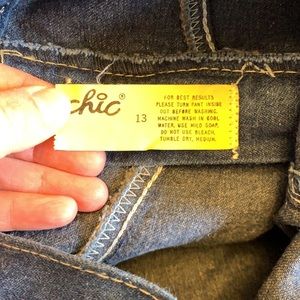 chic®
13
FOR BEST RESULTS
PLEASE TURN PANT INSIDE
OUT BEFORE WASHING.
MACHINE WASH IN COOL
WATER, USE MILD SOAP.
DO NOT USE BLEACH.
TUMBLE DRY, MEDIUM.